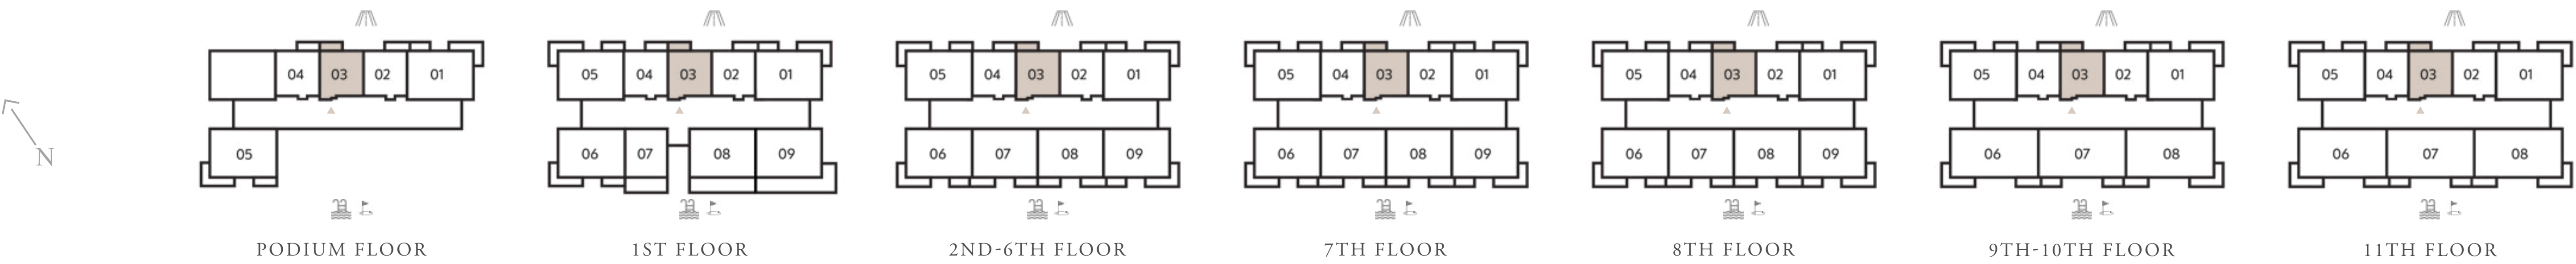 04 03 02 01
05 04 03 02 01
05 04 03 02 01
05 04 03 02 01
05 04 03 02 01
05 04 03 02 01
05 04 03 02 01
N
05
06 07 08 09
06 07 08 09
06 07 08 09
06 07 08 09
06 07 08
06 07 08
PODIUM FLOOR
1ST FLOOR
2ND-6TH FLOOR
7TH FLOOR
8TH FLOOR
9TH-10TH FLOOR
11TH FLOOR